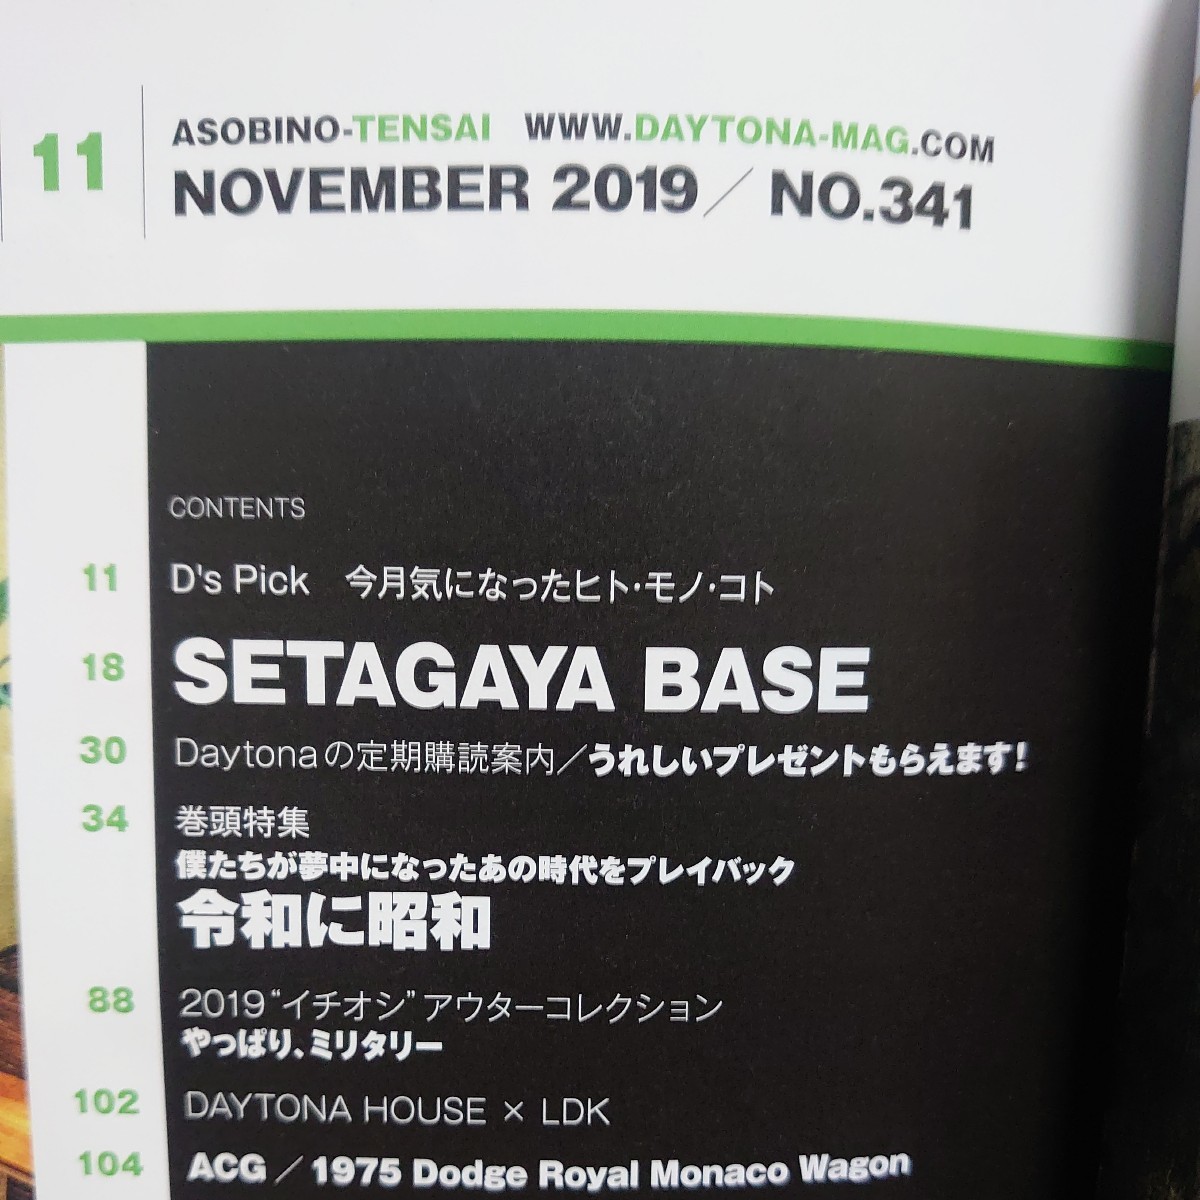 11
ASOBINO-TENSAI WWW.DAYTONA-MAG.COM
NOVEMBER 2019／ NO.341
CONTENTS
11 D's Pick 今月気になったヒト・モノ・コト
18 SETAGAYA BASE
30 Daytonaの定期購読案内／うれしいプレゼントもらえます!
34 巻頭特集
僕たちが夢中になったあの時代をプレイバック
令和に昭和
88 2019“イチオシ”アウターコレクション
やっぱり、ミリタリー
102 DAYTONA HOUSE × LDK
104 ACG／1975 Dodge Royal Monaco Wagon